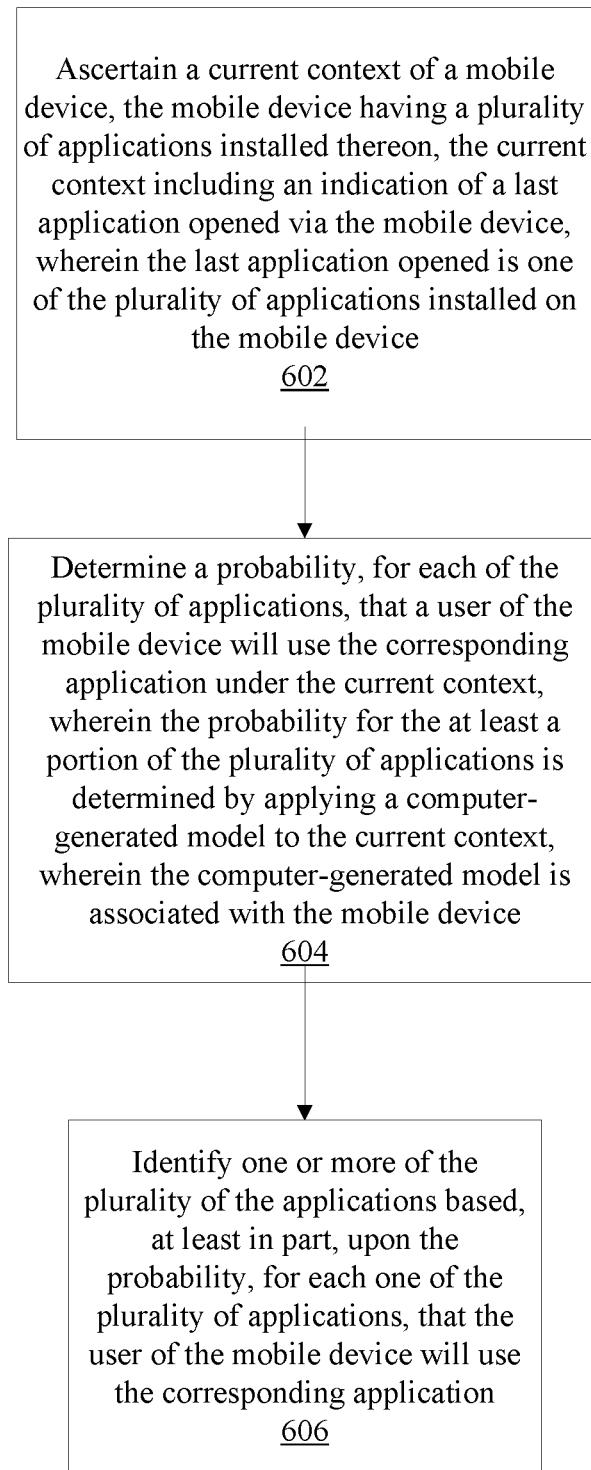 Ascertain a current context of a mobile
device, the mobile device having a plurality
of applications installed thereon, the current
context including an indication of a last
application opened via the mobile device,
wherein the last application opened is one
of the plurality of applications installed on
the mobile device
602
Determine a probability, for each of the
plurality of applications, that a user of the
mobile device will use the corresponding
application under the current context,
wherein the probability for the at least a
portion of the plurality of applications is
determined by applying a computer-
generated model to the current context,
wherein the computer-generated model is
associated with the mobile device
604
Identify one or more of the
plurality of the applications based,
at least in part, upon the
probability, for each one of the
plurality of applications, that the
user of the mobile device will use
the corresponding application
606